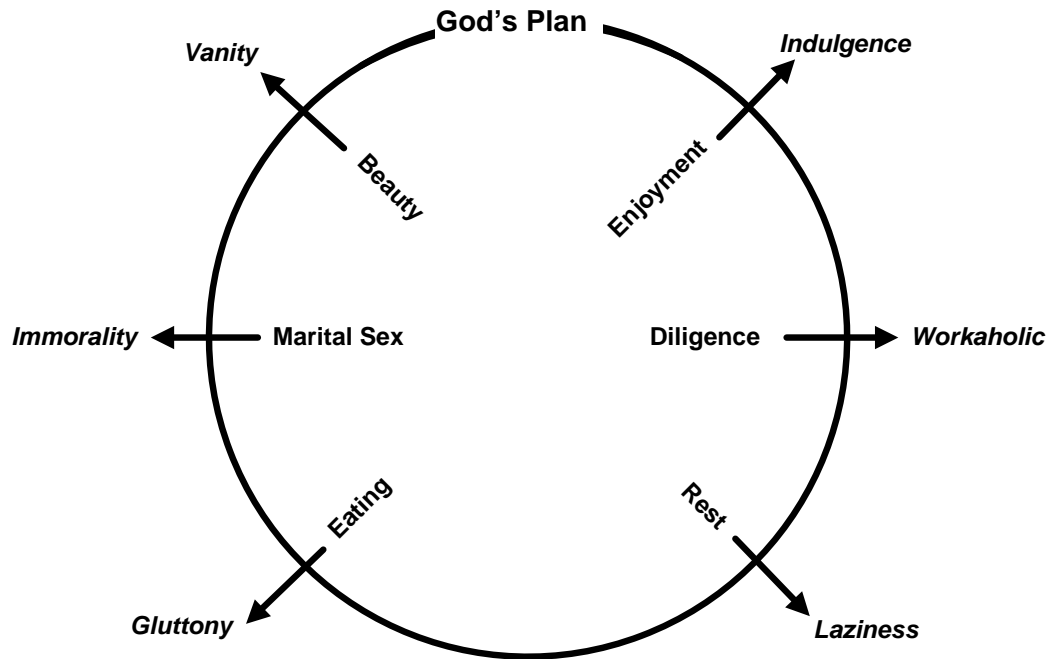 God's Plan
Vanity
Indulgence
Beauty
Enjoyment
Immorality
Marital Sex
Diligence
Workaholic
Eating
Rest
Gluttony
Laziness